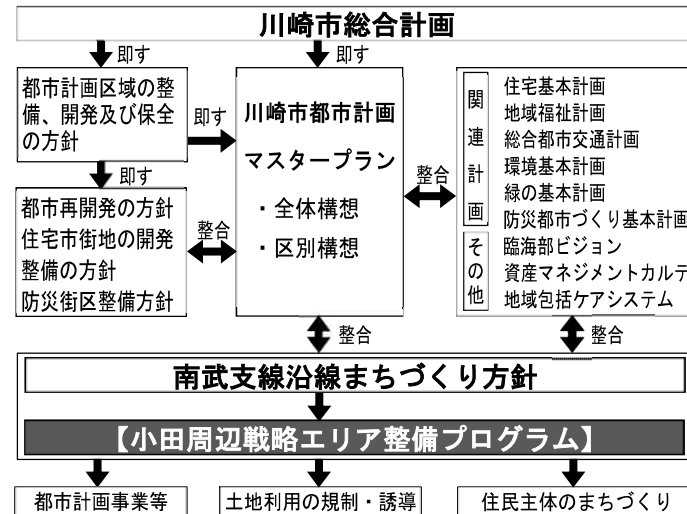 川崎市総合計画
即す
即す
都市計画区域の整
備、開発及び保全
の方針
即す
即す
都市再開発の方針
住宅市街地の開発
整備の方針
防災街区整備方針
整合
川崎市都市計画
マスタープラン
・全体構想
・区別構想
整合
関連計画
住宅基本計画
地域福祉計画
総合都市交通計画
環境基本計画
緑の基本計画
防災都市づくり基本計画
その他
臨海部ビジョン
資産マネジメントカルテ
地域包括ケアシステム
整合
整合
南武支線沿線まちづくり方針
【小田周辺戦略エリア整備プログラム】
都市計画事業等
土地利用の規制・誘導
住民主体のまちづくり